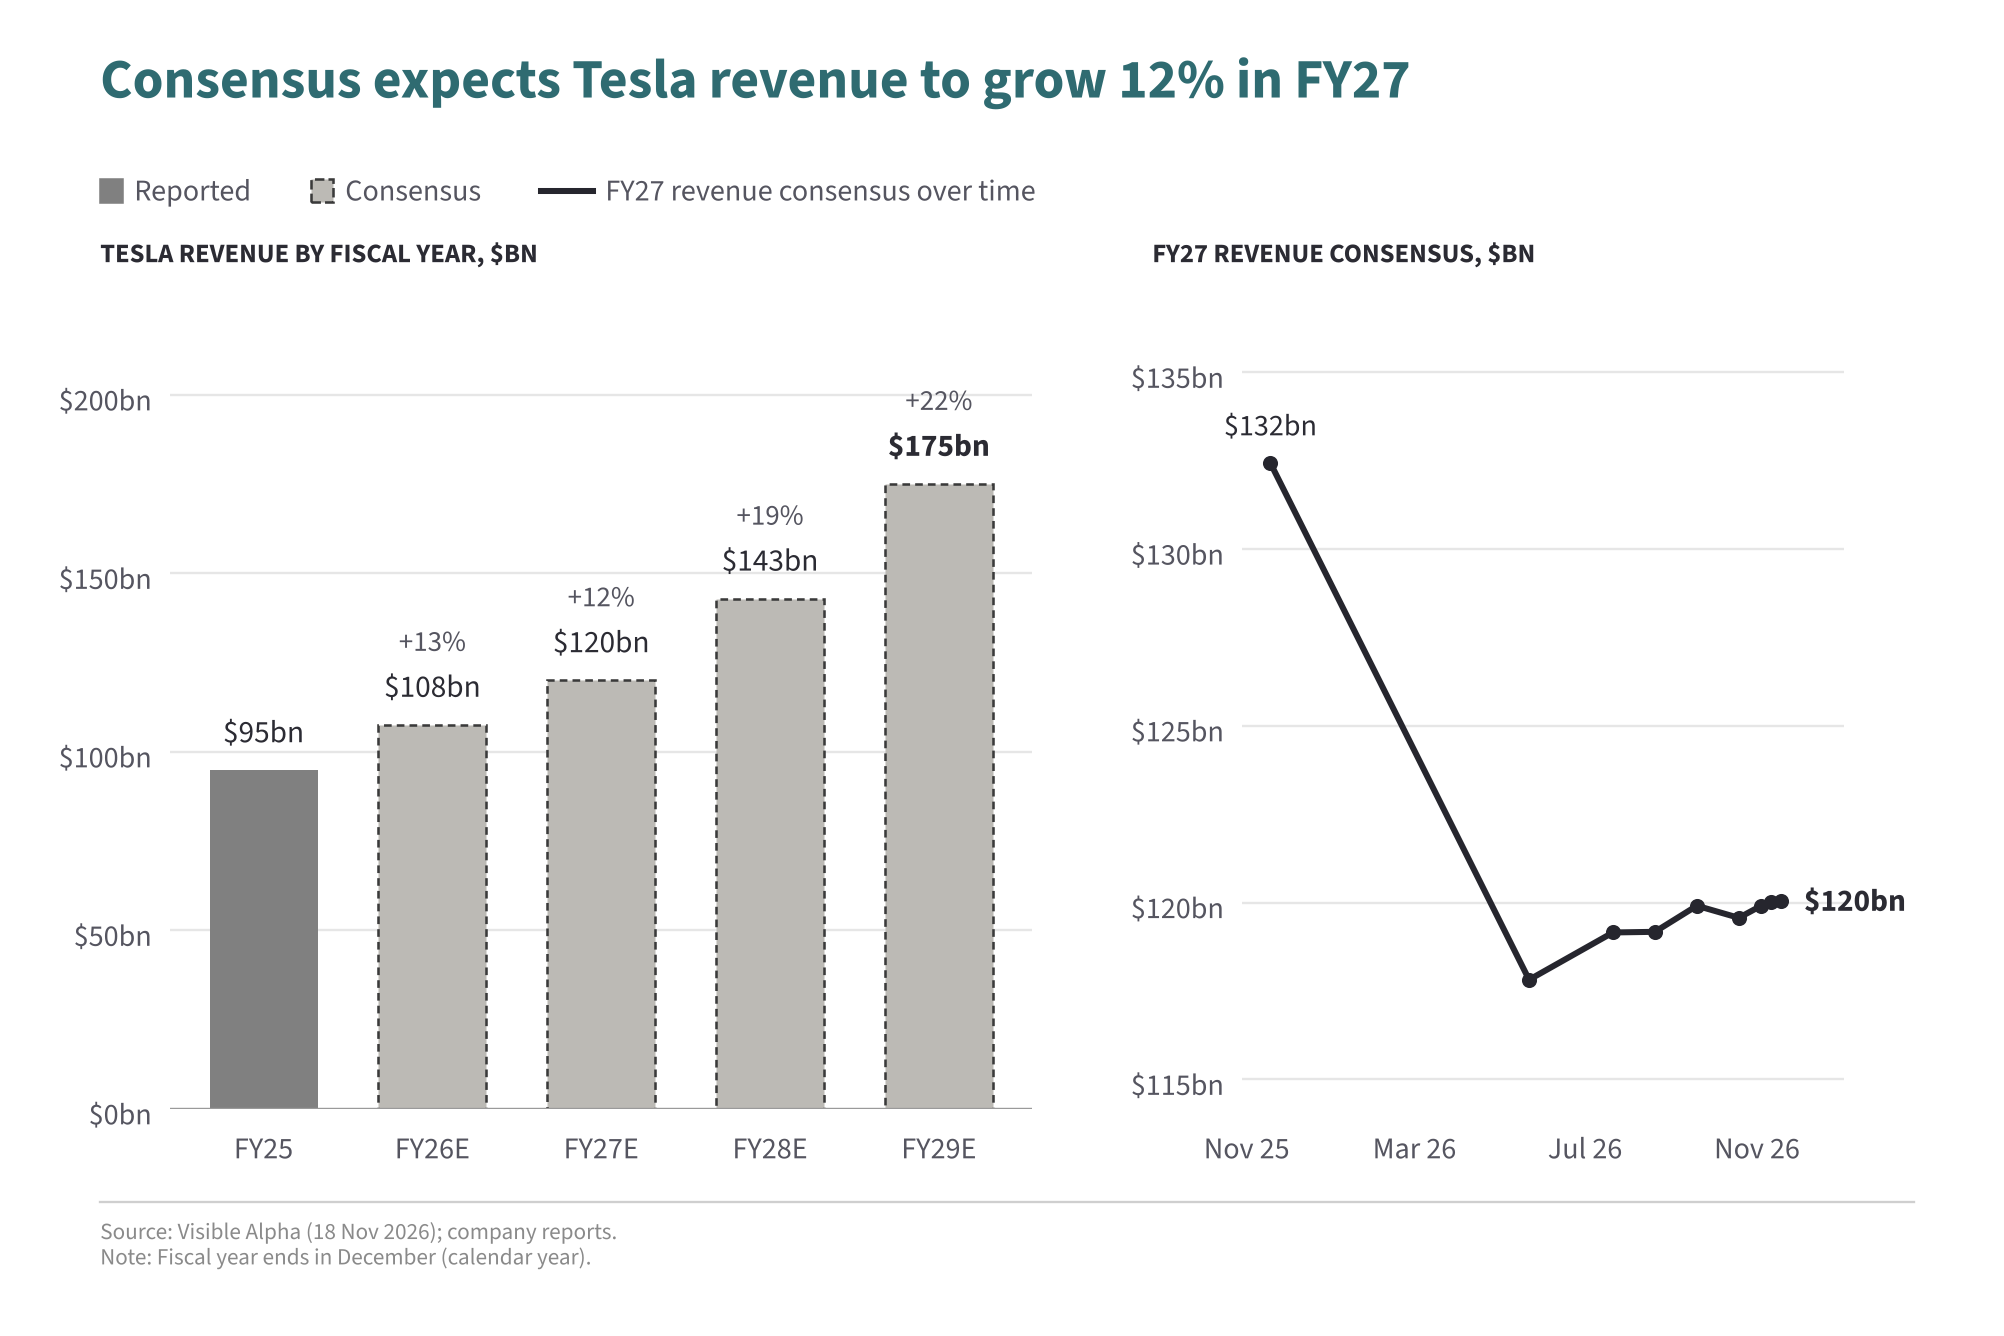 Consensus expects Tesla revenue to grow 12% in FY27
Reported
Consensus
FY27 revenue consensus over time
TESLA REVENUE BY FISCAL YEAR, $BN
$200bn
$150bn
$100bn
$50bn
$0bn
$95bn
+13%
$108bn
+12%
$120bn
+19%
$143bn
+22%
$175bn
FY25
FY26E
FY27E
FY28E
FY29E
FY27 REVENUE CONSENSUS, $BN
$135bn
$130bn
$125bn
$120bn
$115bn
$132bn
$120bn
Nov 25
Mar 26
Jul 26
Nov 26
Source: Visible Alpha (18 Nov 2026); company reports.
Note: Fiscal year ends in December (calendar year).